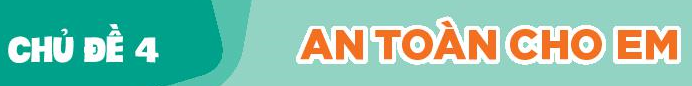 CHỦ ĐỀ 4
AN TOÀN CHO EM